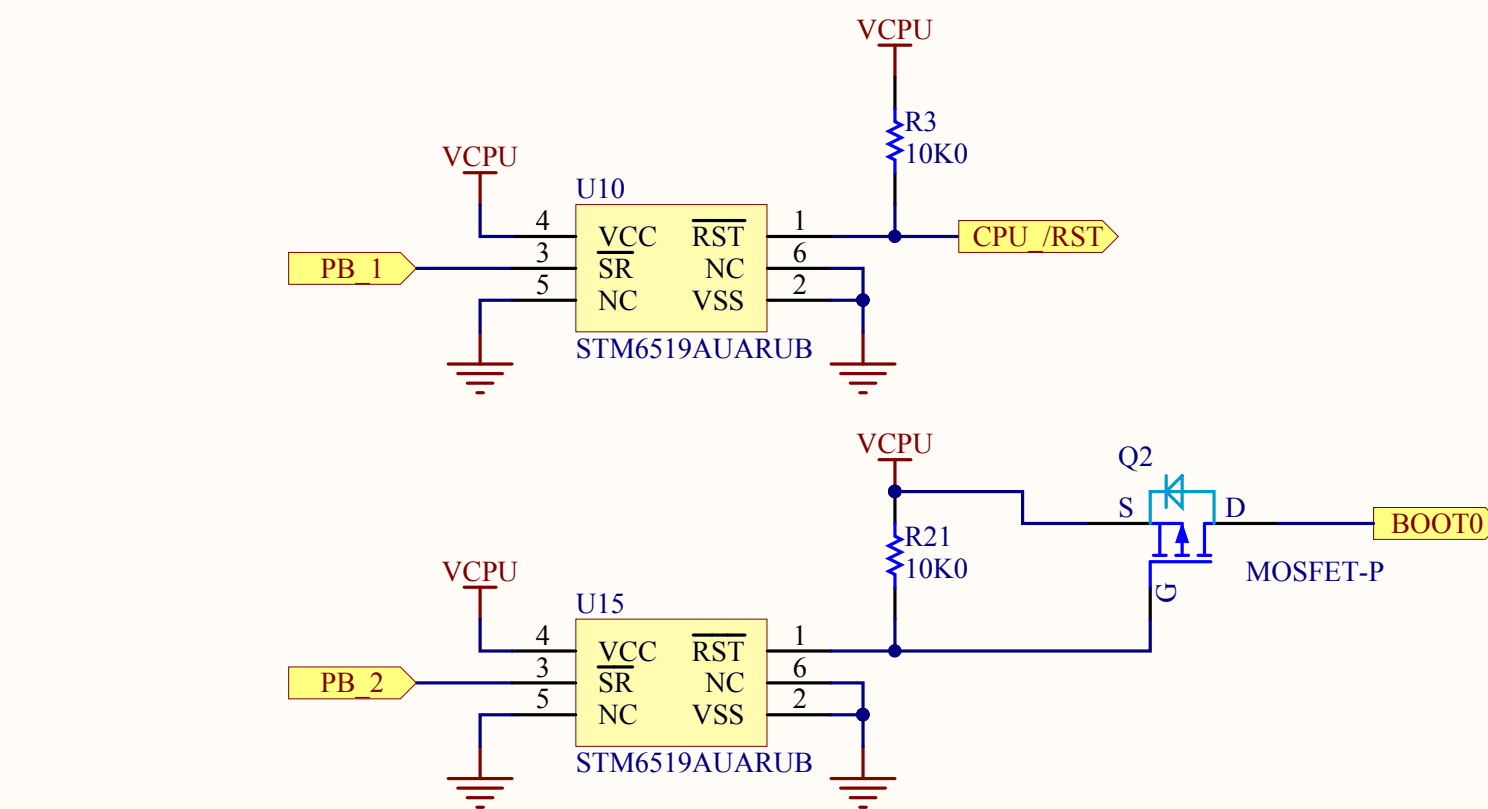 VCPU
R3
10K0
VCPU
U10
4
VCC
RST
1
CPU_/RST
PB_1
3
SR
NC
6
5
NC
VSS
2
STM6519AUARUB
VCPU
Q2
S
D
BOOT0
R21
10K0
G
MOSFET-P
VCPU
U15
4
VCC
RST
1
PB_2
3
SR
NC
6
5
NC
VSS
2
STM6519AUARUB